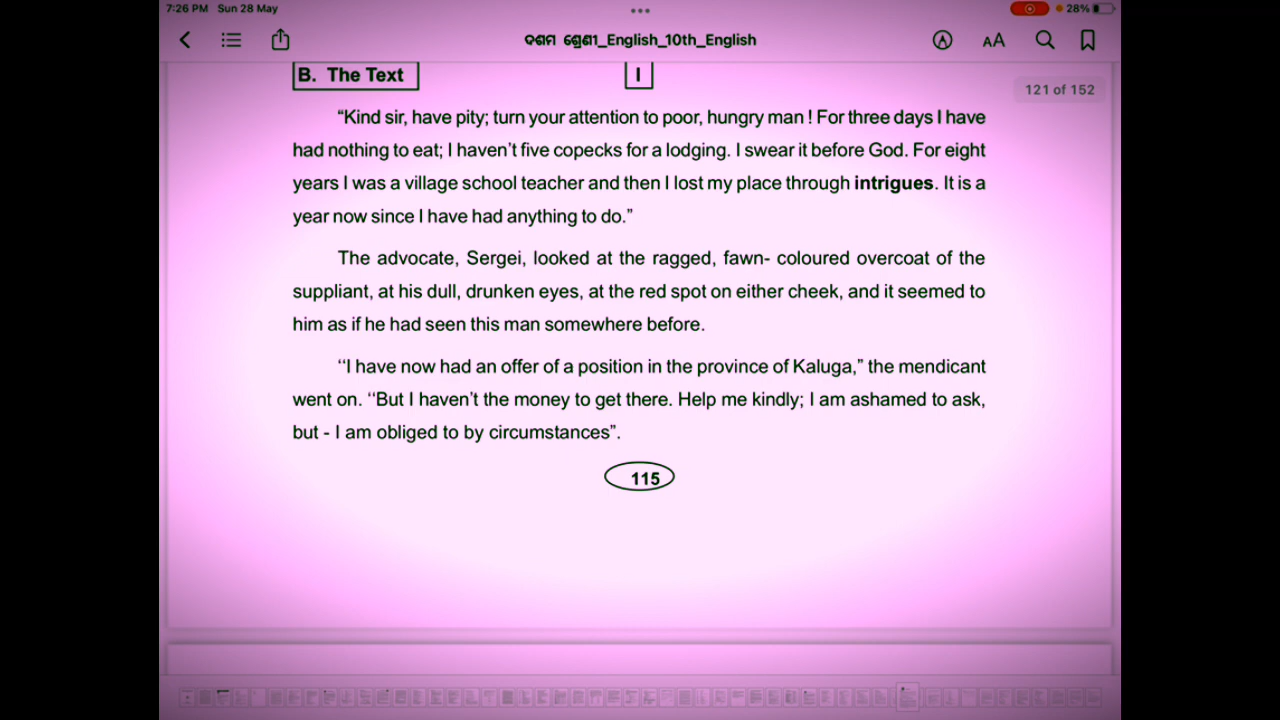 7:26 PM Sun 28 May
28%
ଦଶମ ଶ୍ରେଣୀ_English_10th_English
AA
B. The Text
I
121 of 152
“Kind sir, have pity; turn your attention to poor, hungry man ! For three days I have
had nothing to eat; I haven’t five copecks for a lodging. I swear it before God. For eight
years I was a village school teacher and then I lost my place through intrigues. It is a
year now since I have had anything to do.”
The advocate, Sergei, looked at the ragged, fawn- coloured overcoat of the
suppliant, at his dull, drunken eyes, at the red spot on either cheek, and it seemed to
him as if he had seen this man somewhere before.
‘‘I have now had an offer of a position in the province of Kaluga,” the mendicant
went on. ‘‘But I haven’t the money to get there. Help me kindly; I am ashamed to ask,
but - I am obliged to by circumstances”.
115